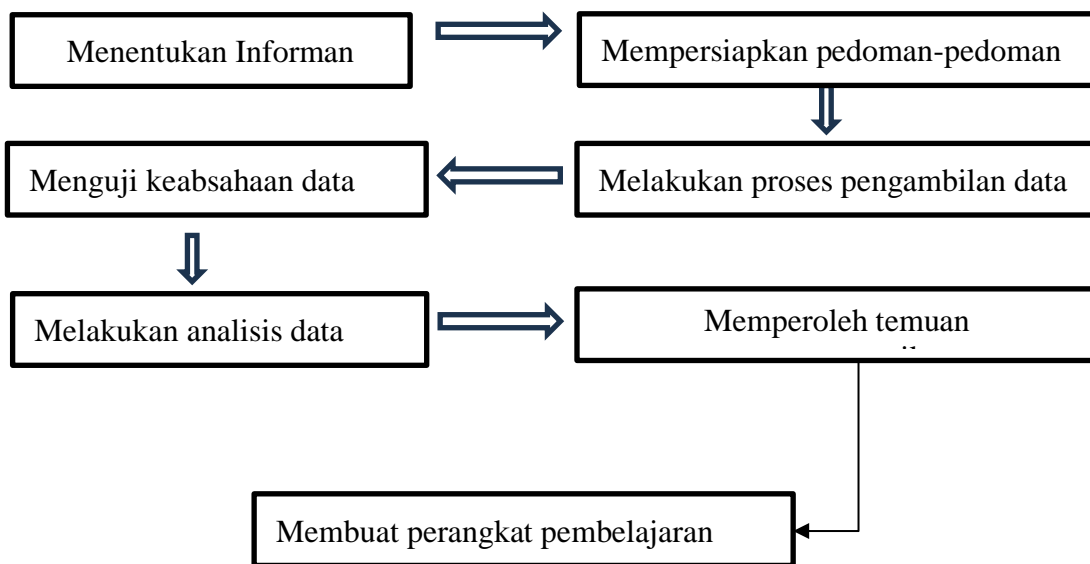 Menentukan Informan
Mempersiapkan pedoman-pedoman
Menguji keabsahaan data
Melakukan proses pengambilan data
Melakukan analisis data
Memperoleh temuan
Membuat perangkat pembelajaran